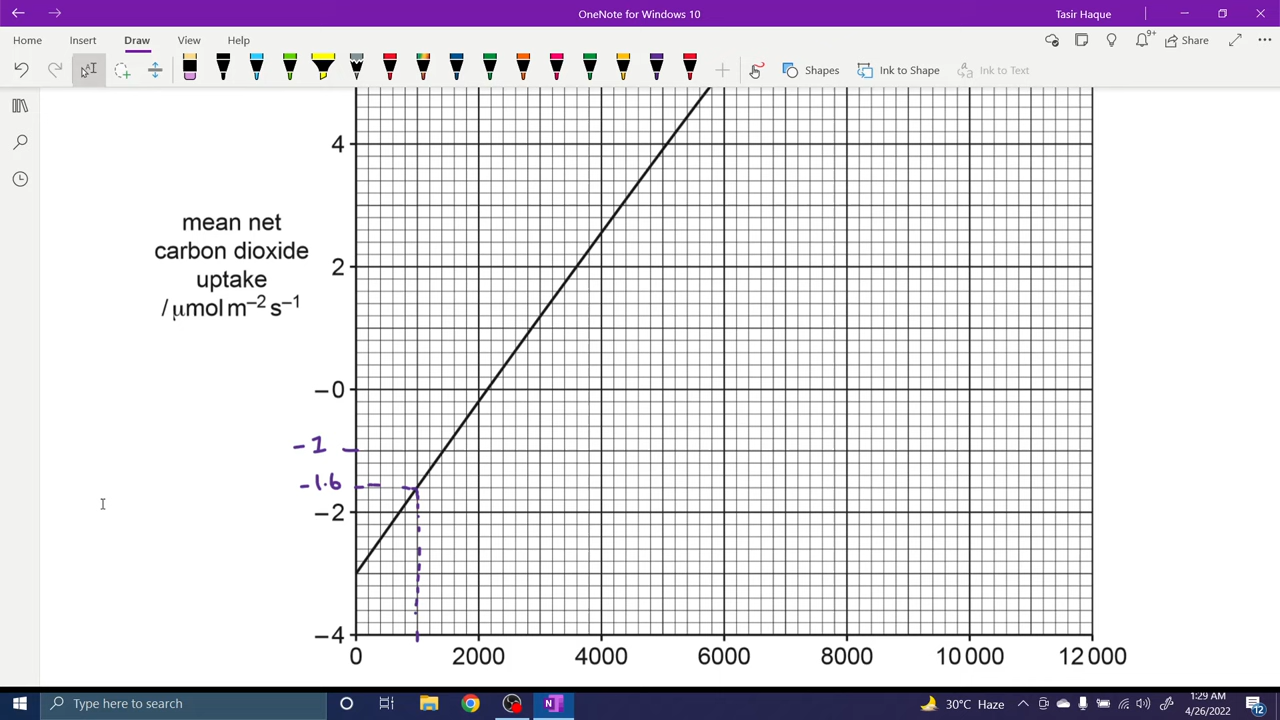 OneNote for Windows 10
Tasir Haque
Home
Insert
Draw
View
Help
9+
Share
Shapes
Ink to Shape
Ink to Text
4
mean net
carbon dioxide
uptake
/ μmol m–2 s–1
2
–0
-1
-1.6
–2
–4
0
2000
4000
6000
8000
10 000
12 000
Type here to search
30°C Haze
1:29 AM
4/26/2022
12